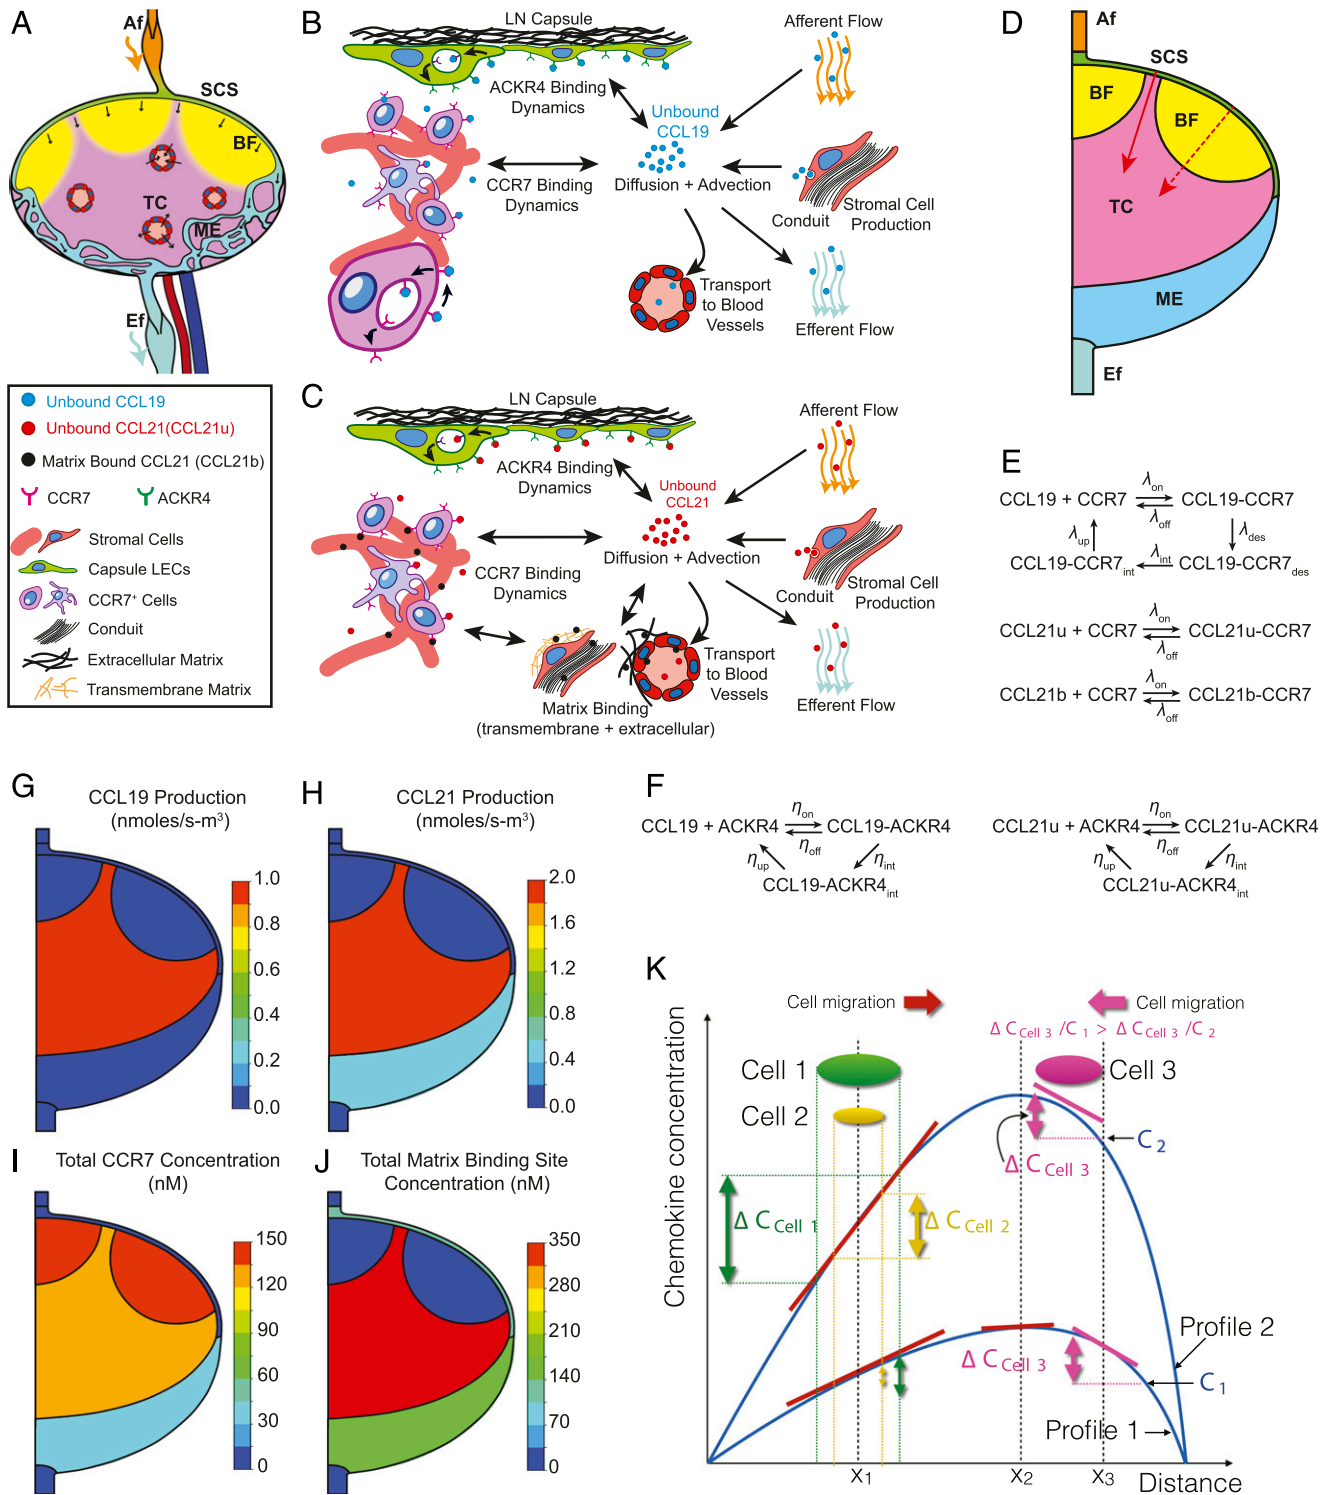 A
Af
SCS
BF
TC
ME
Ef
Unbound CCL19
Unbound CCL21(CCL21u)
Matrix Bound CCL21 (CCL21b)
CCR7
ACKR4
Stromal Cells
Capsule LECs
CCR7⁺ Cells
Conduit
Extracellular Matrix
Transmembrane Matrix
B
LN Capsule
Afferent Flow
ACKR4 Binding
Dynamics
Unbound
CCL19
CCR7 Binding
Dynamics
Diffusion + Advection
Conduit
Stromal Cell
Production
Transport
to Blood
Vessels
Efferent Flow
C
LN Capsule
Afferent Flow
ACKR4 Binding
Dynamics
Unbound
CCL21
Diffusion + Advection
CCR7 Binding
Dynamics
Conduit
Stromal Cell
Production
Transport
to Blood
Vessels
Matrix Binding
(transmembrane + extracellular)
Efferent Flow
D
Af
SCS
BF
BF
TC
ME
Ef
E
CCL19 + CCR7 λon λoff CCL19-CCR7
λup λdes
CCL19-CCR7int λint CCL19-CCR7des
CCL21u + CCR7 λon λoff CCL21u-CCR7
CCL21b + CCR7 λon λoff CCL21b-CCR7
F
CCL19 + ACKR4 ηon ηoff CCL19-ACKR4
ηup ηint
CCL19-ACKR4int
CCL21u + ACKR4 ηon ηoff CCL21u-ACKR4
ηup ηint
CCL21u-ACKR4int
G
CCL19 Production
(nmoles/s-m³)
1.0
0.8
0.6
0.4
0.2
0.0
H
CCL21 Production
(nmoles/s-m³)
2.0
1.6
1.2
0.8
0.4
0.0
I
Total CCR7 Concentration
(nM)
150
120
90
60
30
0
J
Total Matrix Binding Site
Concentration (nM)
350
280
210
140
70
0
K
Cell migration
Cell migration
Δ CCell 3 /C1 > Δ CCell 3 /C2
Cell 1
Cell 3
Cell 2
C2
Δ CCell 3
Δ CCell 1
Δ CCell 2
Profile 2
Δ CCell 3
C1
Profile 1
Chemokine concentration
X1
X2
X3
Distance